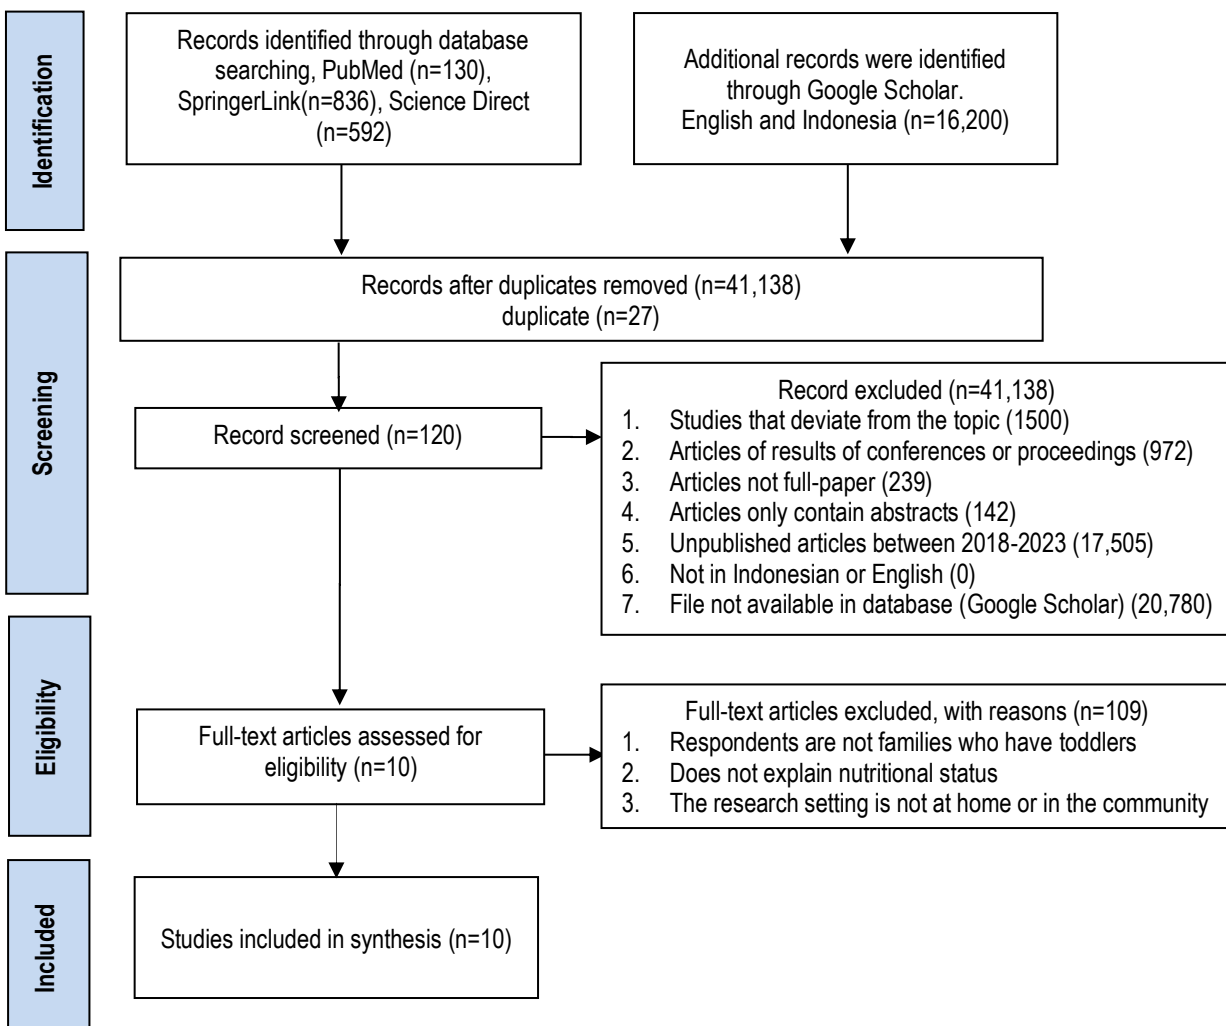 Identification
Records identified through database
searching, PubMed (n=130),
SpringerLink(n=836), Science Direct
(n=592)
Additional records were identified
through Google Scholar.
English and Indonesia (n=16,200)
Screening
Records after duplicates removed (n=41,138)
duplicate (n=27)
Record screened (n=120)
Record excluded (n=41,138)
1. Studies that deviate from the topic (1500)
2. Articles of results of conferences or proceedings (972)
3. Articles not full-paper (239)
4. Articles only contain abstracts (142)
5. Unpublished articles between 2018-2023 (17,505)
6. Not in Indonesian or English (0)
7. File not available in database (Google Scholar) (20,780)
Eligibility
Full-text articles assessed for
eligibility (n=10)
Full-text articles excluded, with reasons (n=109)
1. Respondents are not families who have toddlers
2. Does not explain nutritional status
3. The research setting is not at home or in the community
Included
Studies included in synthesis (n=10)